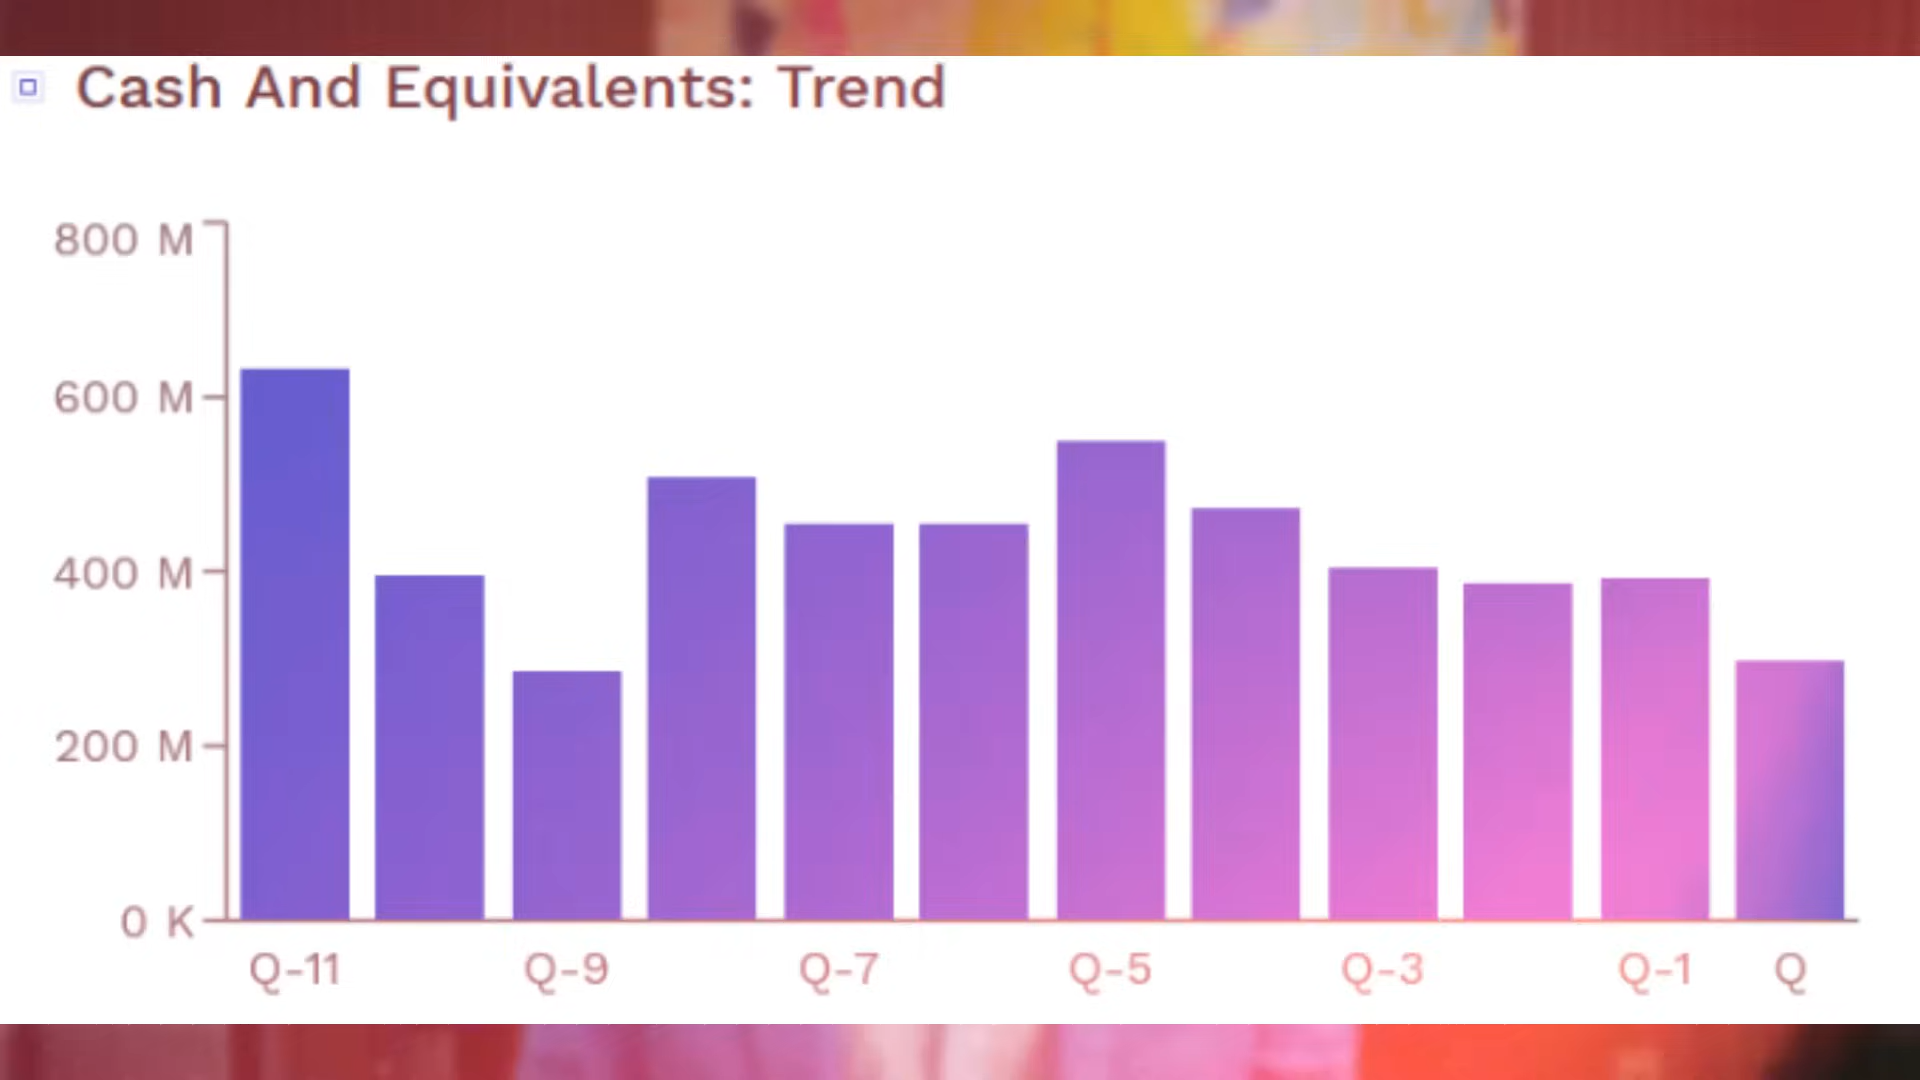 Cash And Equivalents: Trend
800 M
600 M
400 M
200 M
0 K
Q-11 Q-9 Q-7 Q-5 Q-3 Q-1 Q